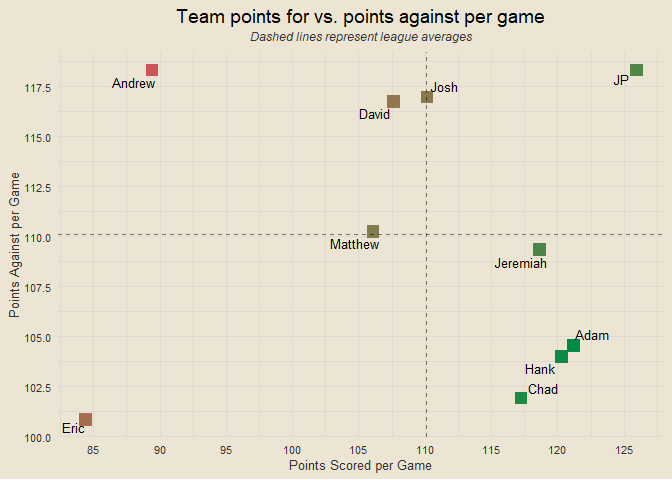 Team points for vs. points against per game
Dashed lines represent league averages
Points Against per Game
117.5
115.0
112.5
110.0
107.5
105.0
102.5
100.0
Andrew
JP
Josh
David
Matthew
Jeremiah
Adam
Hank
Chad
Eric
85
90
95
100
105
110
115
120
125
Points Scored per Game